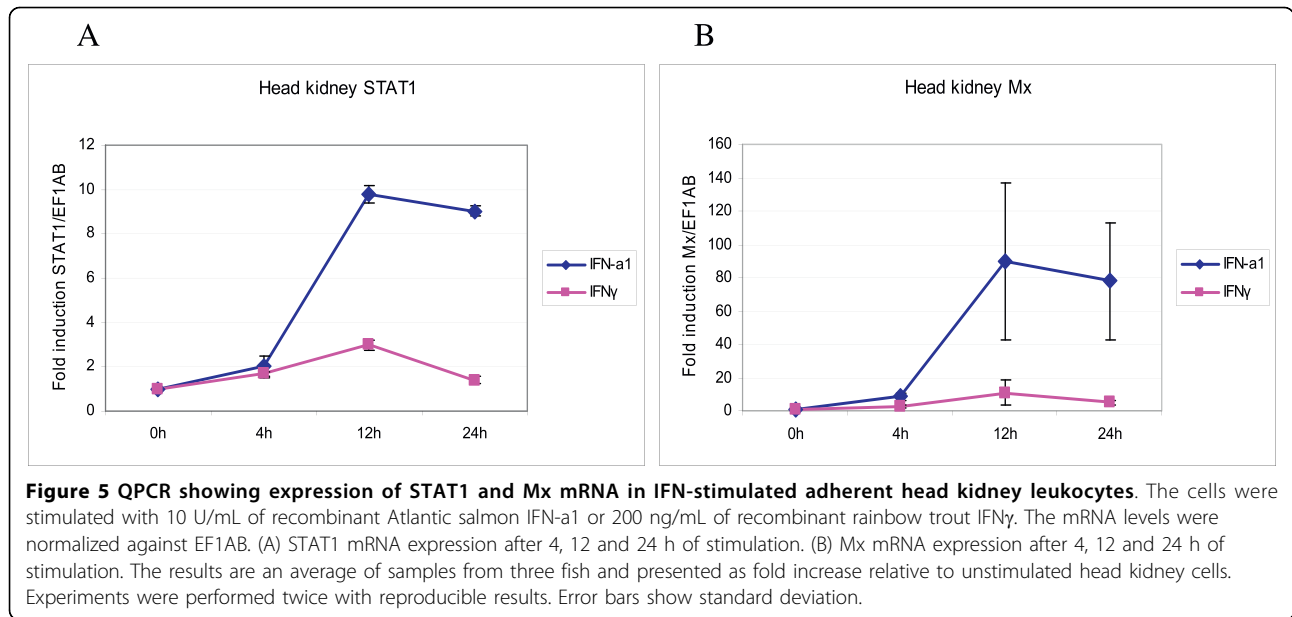 A
Head kidney STAT1
Fold induction STAT1/EF1AB
12
10
8
6
4
2
0
0h 4h 12h 24h
IFN-a1
IFNγ
B
Head kidney Mx
Fold induction Mx/EF1AB
160
140
120
100
80
60
40
20
0
0h 4h 12h 24h
IFN-a1
IFNγ
Figure 5 QPCR showing expression of STAT1 and Mx mRNA in IFN-stimulated adherent head kidney leukocytes. The cells were
stimulated with 10 U/mL of recombinant Atlantic salmon IFN-a1 or 200 ng/mL of recombinant rainbow trout IFNγ. The mRNA levels were
normalized against EF1AB. (A) STAT1 mRNA expression after 4, 12 and 24 h of stimulation. (B) Mx mRNA expression after 4, 12 and 24 h of
stimulation. The results are an average of samples from three fish and presented as fold increase relative to unstimulated head kidney cells.
Experiments were performed twice with reproducible results. Error bars show standard deviation.